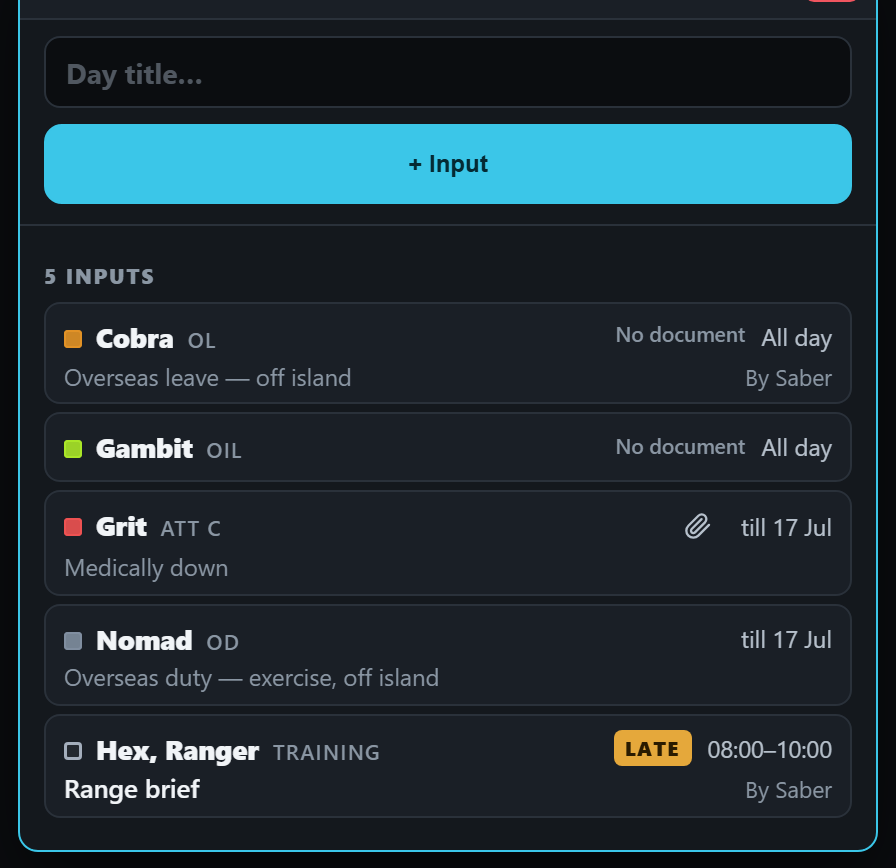 Day title...
+ Input
5 INPUTS
Cobra OL No document All day
Overseas leave — off island By Saber
Gambit OIL No document All day
Grit ATT C till 17 Jul
Medically down
Nomad OD till 17 Jul
Overseas duty — exercise, off island
Hex, Ranger TRAINING LATE 08:00–10:00
Range brief By Saber